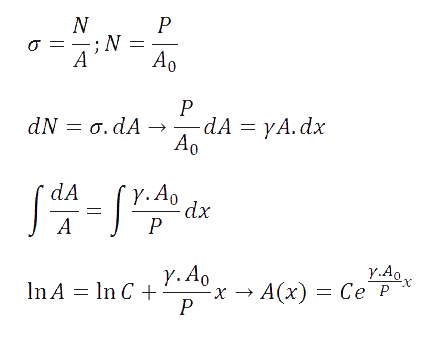 σ = N/A ; N = P/A₀
dN = σ. dA → P/A₀ dA = γA. dx
∫ dA/A = ∫ γ. A₀/P dx
ln A = ln C + γ. A₀/P x → A(x) = Ce^(γ. A₀/P x)